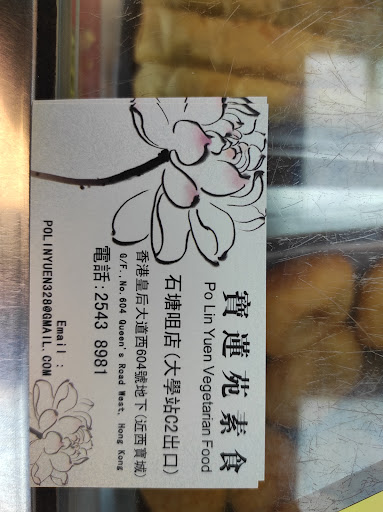 寶蓮苑素食
Po Lin Yuen Vegetarian Food
石塘咀店(大學站C2出口)
香港皇后大道西604號地下(近西寶城)
G/F.,No.604 Queen's Road West, Hong Kong
電話:2543 8981
Email :
POLINYUEN328@GMAIL.COM